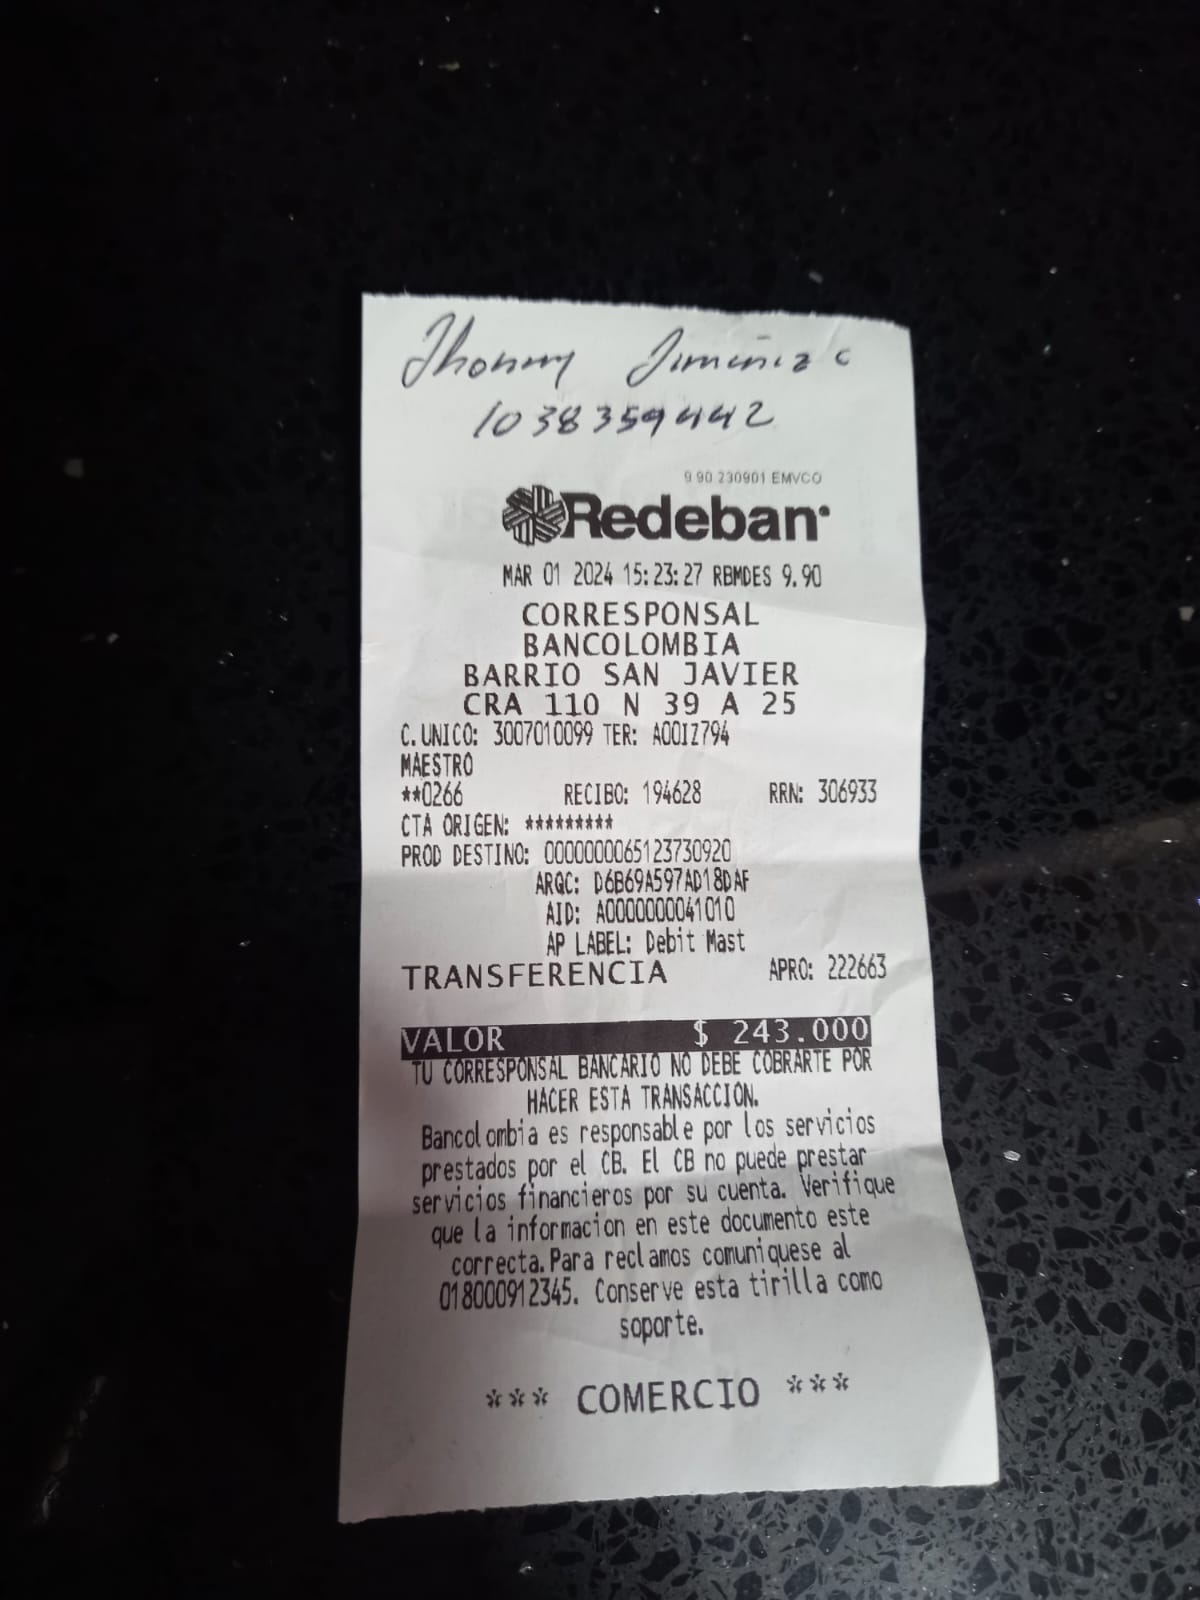 Jhonny Jiminiz c
1038359442
9 90 230901 EMVCO
Redeban
MAR 01 2024 15:23:27 RBMDES 9.90
CORRESPONSAL
BANCOLOMBIA
BARRIO SAN JAVIER
CRA 110 N 39 A 25
C. UNICO: 3007010099 TER: A00IZ794
MAESTRO
**0266 RECIBO: 194628 RRN: 306933
CTA ORIGEN: *********
PROD DESTINO: 0000000065123730920
ARQC: D6B69A597AD18DAF
AID: A0000000041010
AP LABEL: Debit Mast
TRANSFERENCIA APRO: 222663
VALOR $ 243.000
TU CORRESPONSAL BANCARIO NO DEBE COBRARTE POR
HACER ESTA TRANSACCION.
Bancolombia es responsable por los servicios
prestados por el CB. El CB no puede prestar
servicios financieros por su cuenta. Verifique
que la informacion en este documento este
correcta. Para reclamos comuniquese al
018000912345. Conserve esta tirilla como
soporte.
*** COMERCIO ***